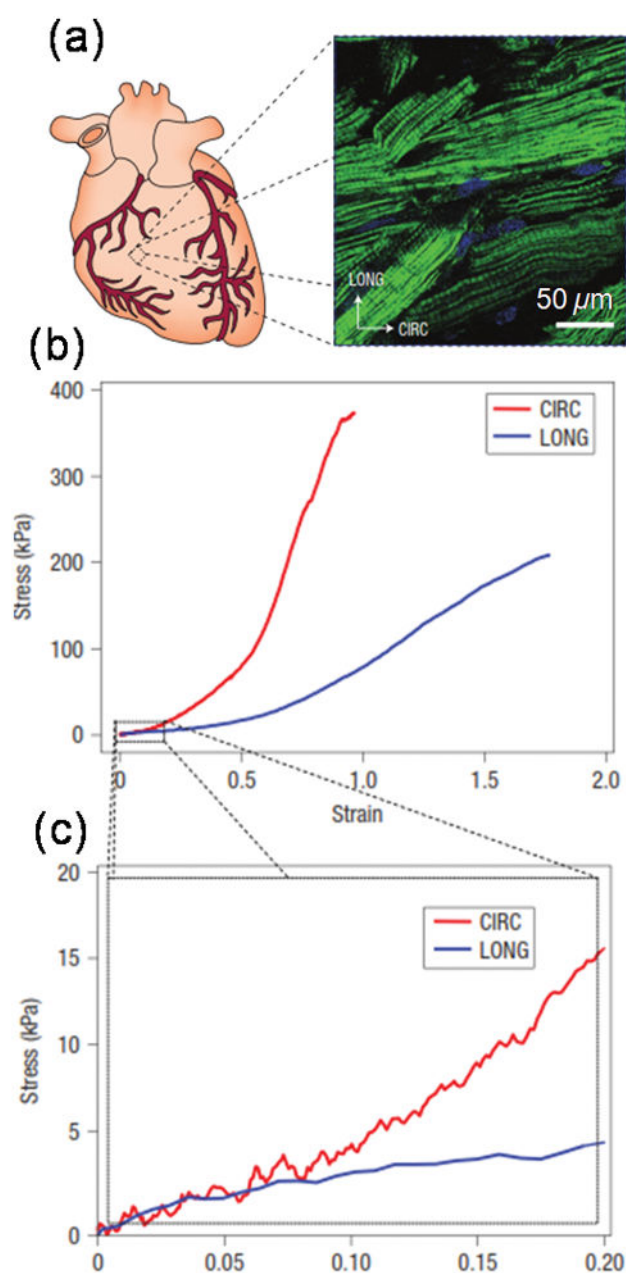 (a)
LONG
CIRC
50 µm
(b)
400
300
200
100
0
Stress (kPa)
CIRC
LONG
0 0.5 1.0 1.5 2.0
Strain
(c)
20
15
10
5
0
Stress (kPa)
CIRC
LONG
0 0.05 0.10 0.15 0.20